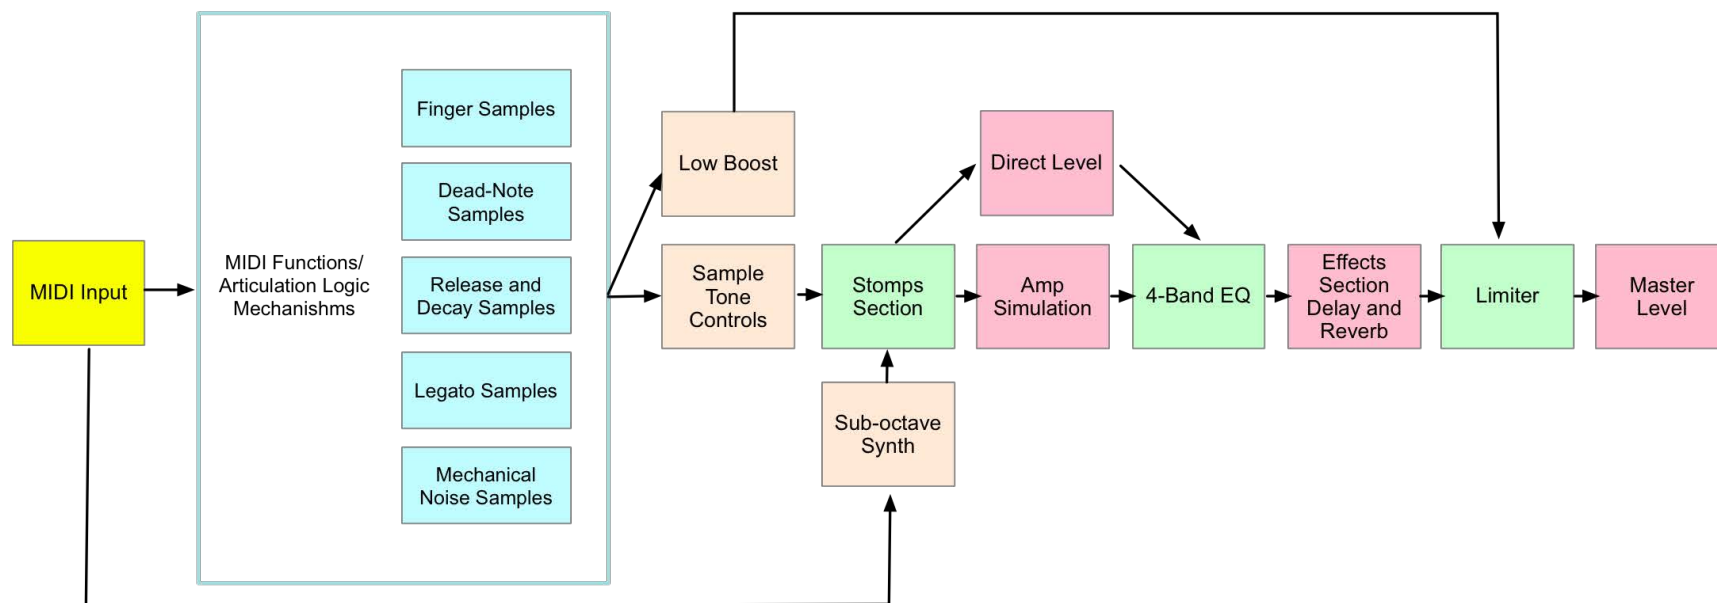 MIDI Input
MIDI Functions/
Articulation Logic
Mechanishms
Finger Samples
Dead-Note
Samples
Release and
Decay Samples
Legato Samples
Mechanical
Noise Samples
Low Boost
Sample
Tone
Controls
Stomps
Section
Sub-octave
Synth
Direct Level
Amp
Simulation
4-Band EQ
Effects
Section
Delay and
Reverb
Limiter
Master
Level